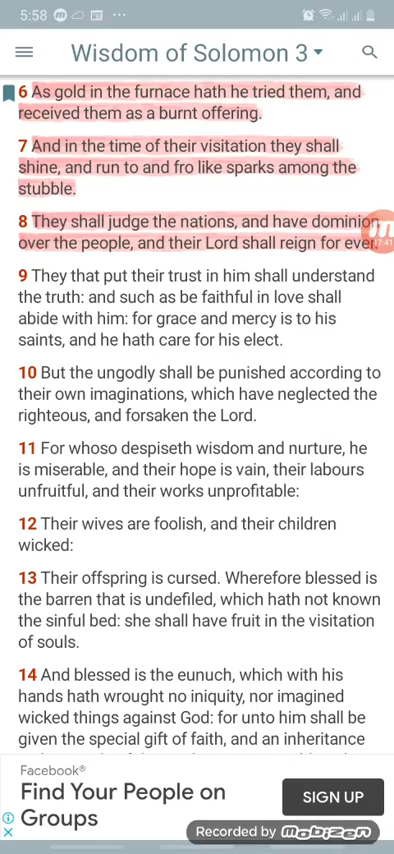 5:58
Wisdom of Solomon 3
6 As gold in the furnace hath he tried them, and
received them as a burnt offering.
7 And in the time of their visitation they shall
shine, and run to and fro like sparks among the
stubble.
8 They shall judge the nations, and have dominion
over the people, and their Lord shall reign for ever.
17:41
9 They that put their trust in him shall understand
the truth: and such as be faithful in love shall
abide with him: for grace and mercy is to his
saints, and he hath care for his elect.
10 But the ungodly shall be punished according to
their own imaginations, which have neglected the
righteous, and forsaken the Lord.
11 For whoso despiseth wisdom and nurture, he
is miserable, and their hope is vain, their labours
unfruitful, and their works unprofitable:
12 Their wives are foolish, and their children
wicked:
13 Their offspring is cursed. Wherefore blessed is
the barren that is undefiled, which hath not known
the sinful bed: she shall have fruit in the visitation
of souls.
14 And blessed is the eunuch, which with his
hands hath wrought no iniquity, nor imagined
wicked things against God: for unto him shall be
given the special gift of faith, and an inheritance
Facebook®
Find Your People on
Groups
SIGN UP
Recorded by mobizen